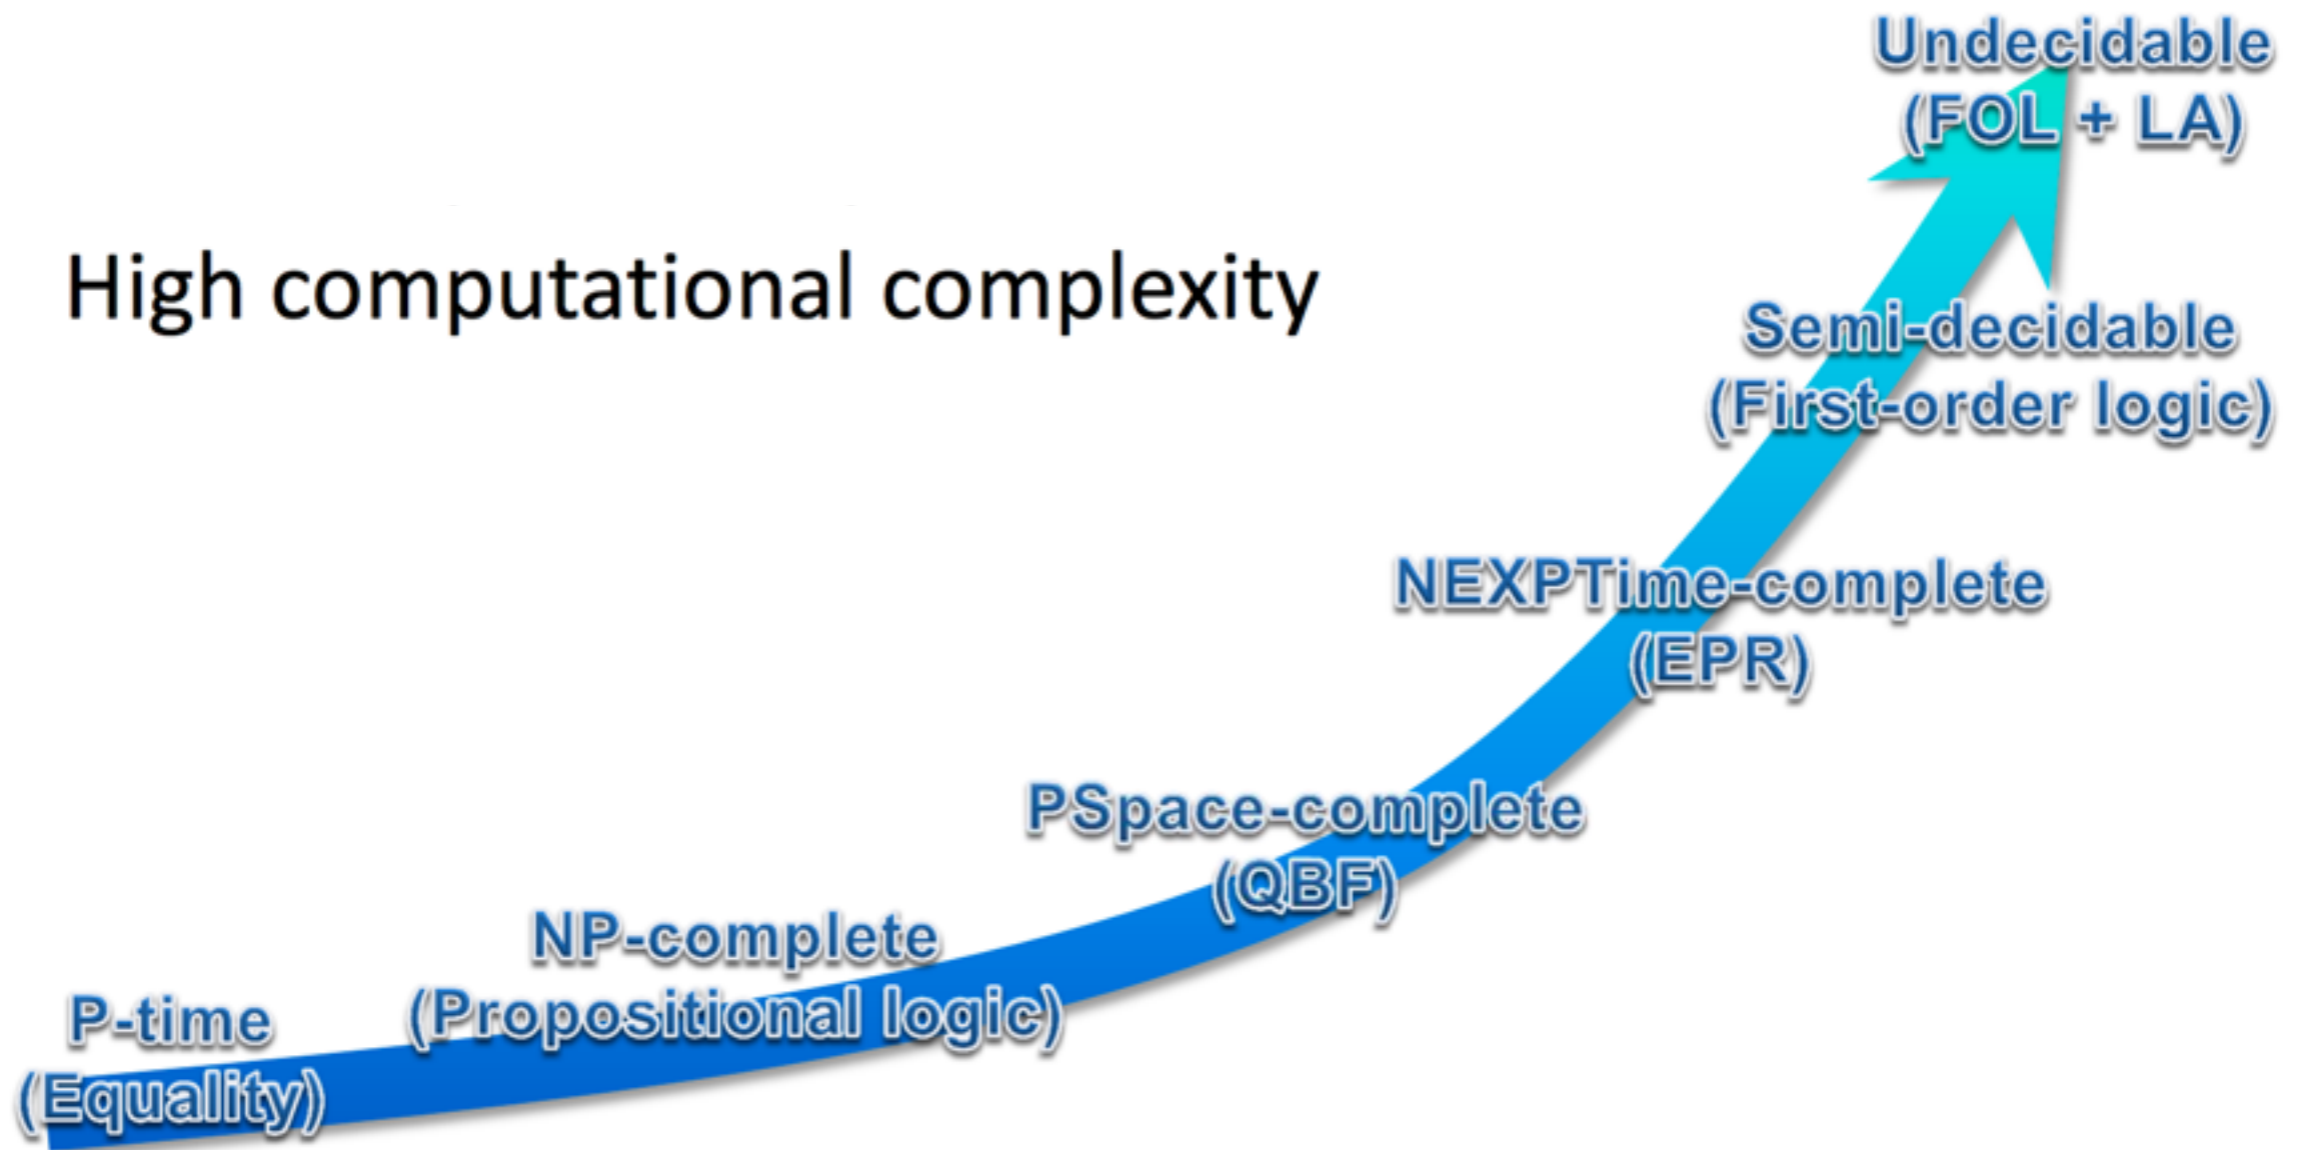 Undecidable
(FOL + LA)
High computational complexity
Semi-decidable
(First-order logic)
NEXPTime-complete
(EPR)
PSpace-complete
(QBF)
NP-complete
(Propositional logic)
P-time
(Equality)